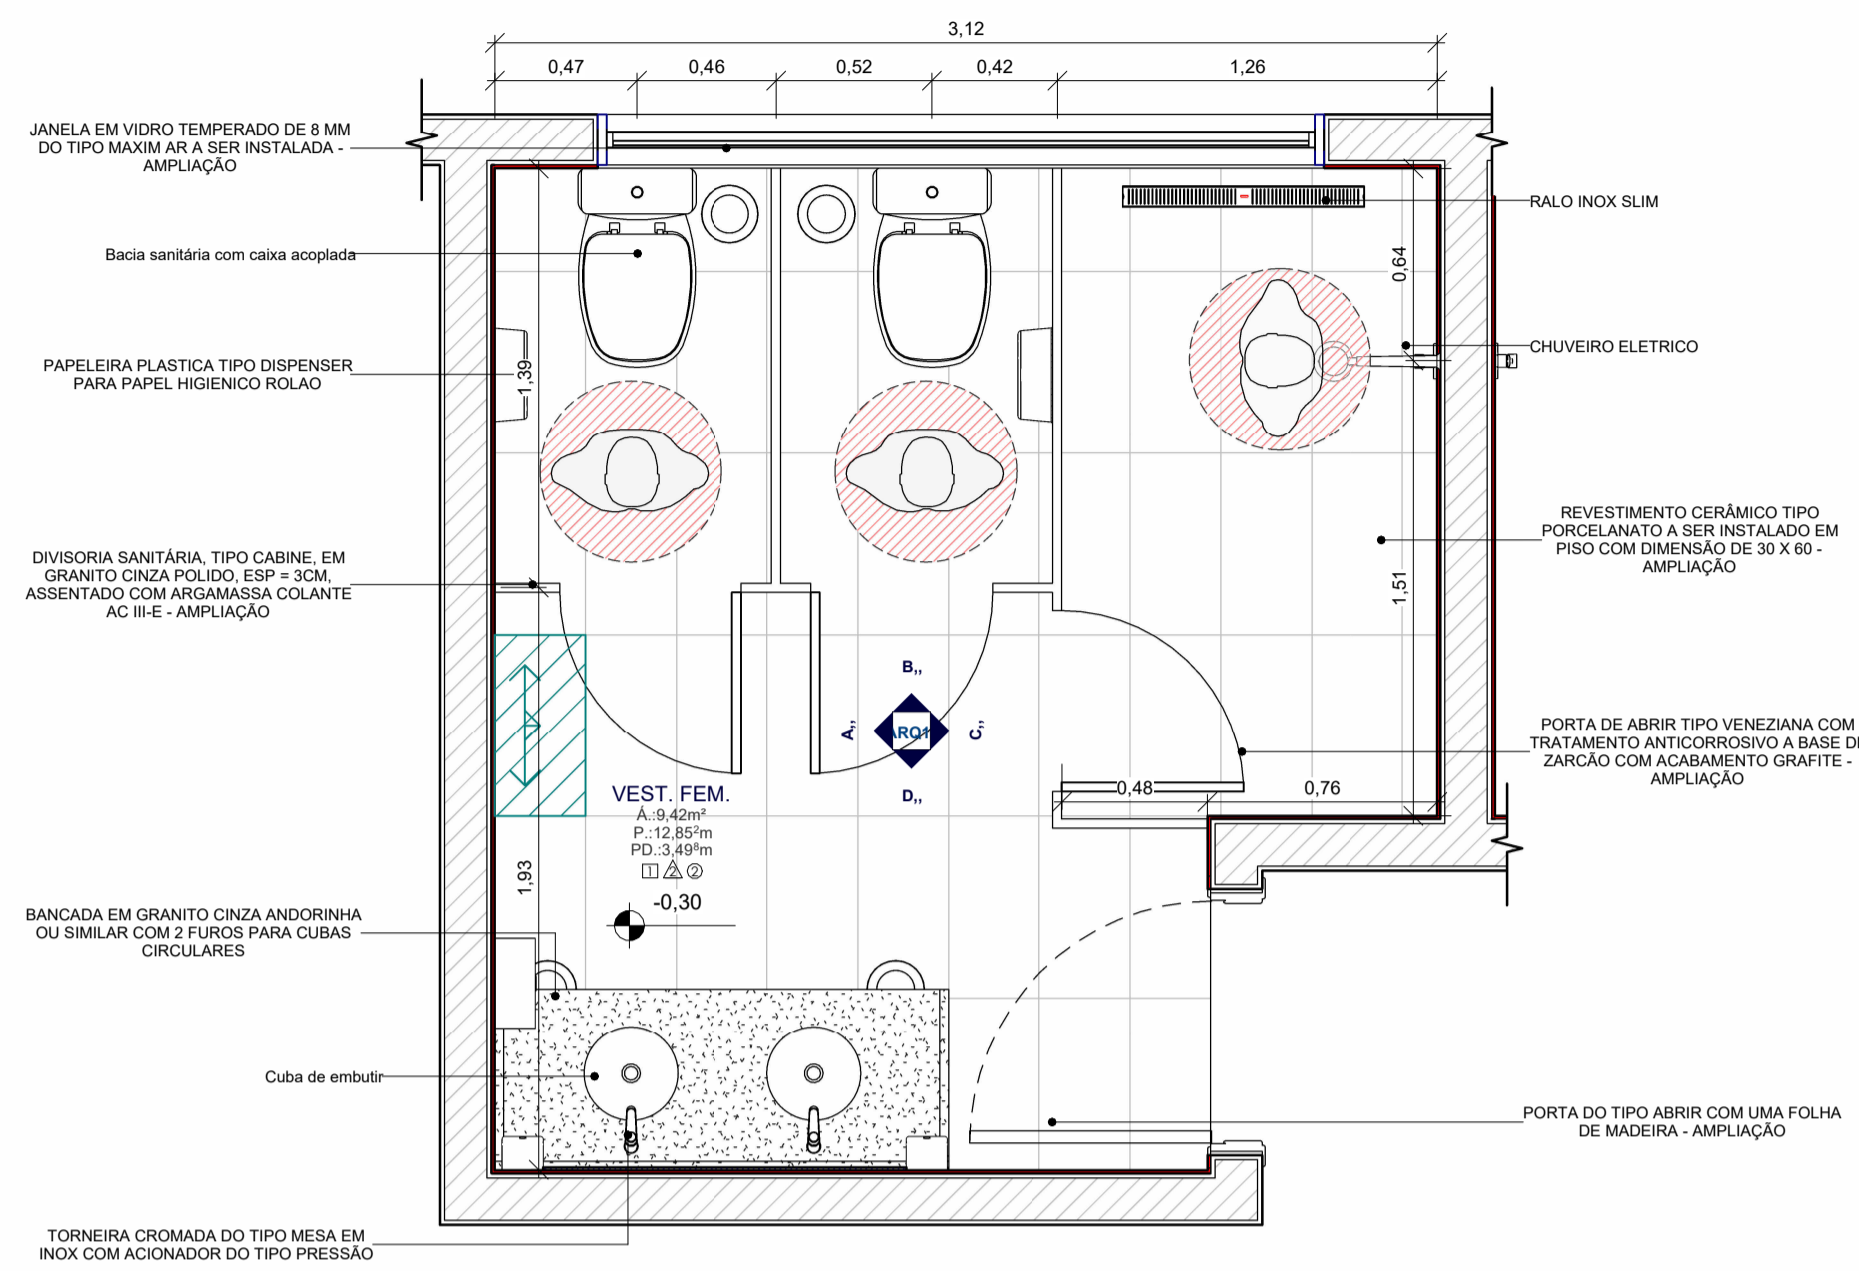 3,12
0,47
0,46
0,52
0,42
1,26
JANELA EM VIDRO TEMPERADO DE 8 MM
DO TIPO MAXIM AR A SER INSTALADA -
AMPLIAÇÃO
RALO INOX SLIM
Bacia sanitária com caixa acoplada
0,64
CHUVEIRO ELETRICO
PAPELEIRA PLASTICA TIPO DISPENSER
PARA PAPEL HIGIENICO ROLAO
1,39
REVESTIMENTO CERÂMICO TIPO
PORCELANATO A SER INSTALADO EM
PISO COM DIMENSÃO DE 30 X 60 -
AMPLIAÇÃO
DIVISORIA SANITÁRIA, TIPO CABINE, EM
GRANITO CINZA POLIDO, ESP = 3CM,
ASSENTADO COM ARGAMASSA COLANTE
AC III-E - AMPLIAÇÃO
1,51
B,,
A,,
ARQ1
C,,
D,,
PORTA DE ABRIR TIPO VENEZIANA COM
TRATAMENTO ANTICORROSIVO A BASE DE
ZARCÃO COM ACABAMENTO GRAFITE -
AMPLIAÇÃO
0,48
0,76
VEST. FEM.
Á.:9,42m²
P.:12,85²m
PD.:3,49⁸m
1 2 2
-0,30
1,93
BANCADA EM GRANITO CINZA ANDORINHA
OU SIMILAR COM 2 FUROS PARA CUBAS
CIRCULARES
Cuba de embutir
PORTA DO TIPO ABRIR COM UMA FOLHA
DE MADEIRA - AMPLIAÇÃO
TORNEIRA CROMADA DO TIPO MESA EM
INOX COM ACIONADOR DO TIPO PRESSÃO